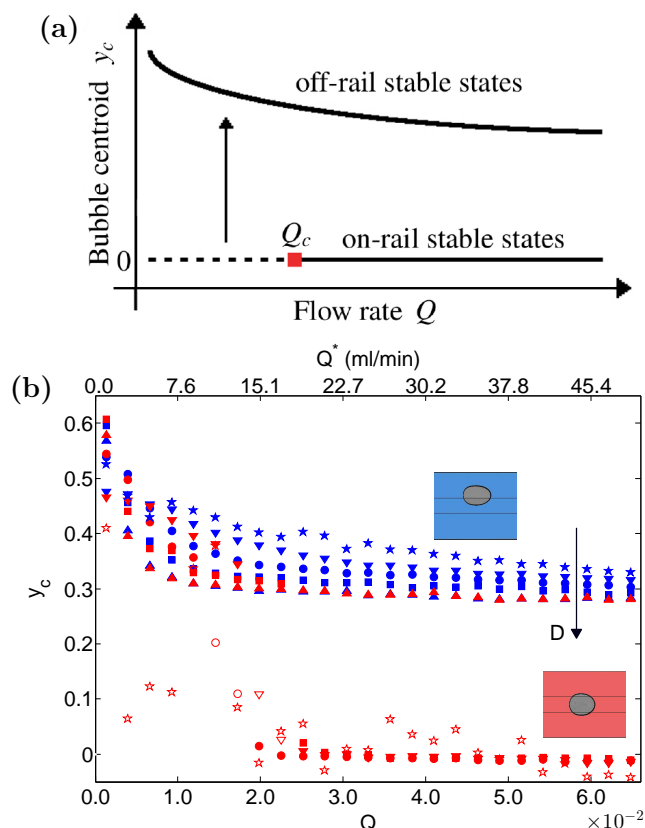 (a)
Bubble centroid y_c
off-rail stable states
Q_c
0
on-rail stable states
Flow rate Q
(b)
Q* (ml/min)
0.0 7.6 15.1 22.7 30.2 37.8 45.4
0.6
0.5
0.4
0.3
0.2
0.1
0
y_c
D
0.0 1.0 2.0 3.0 4.0 5.0 6.0
Q ×10⁻²